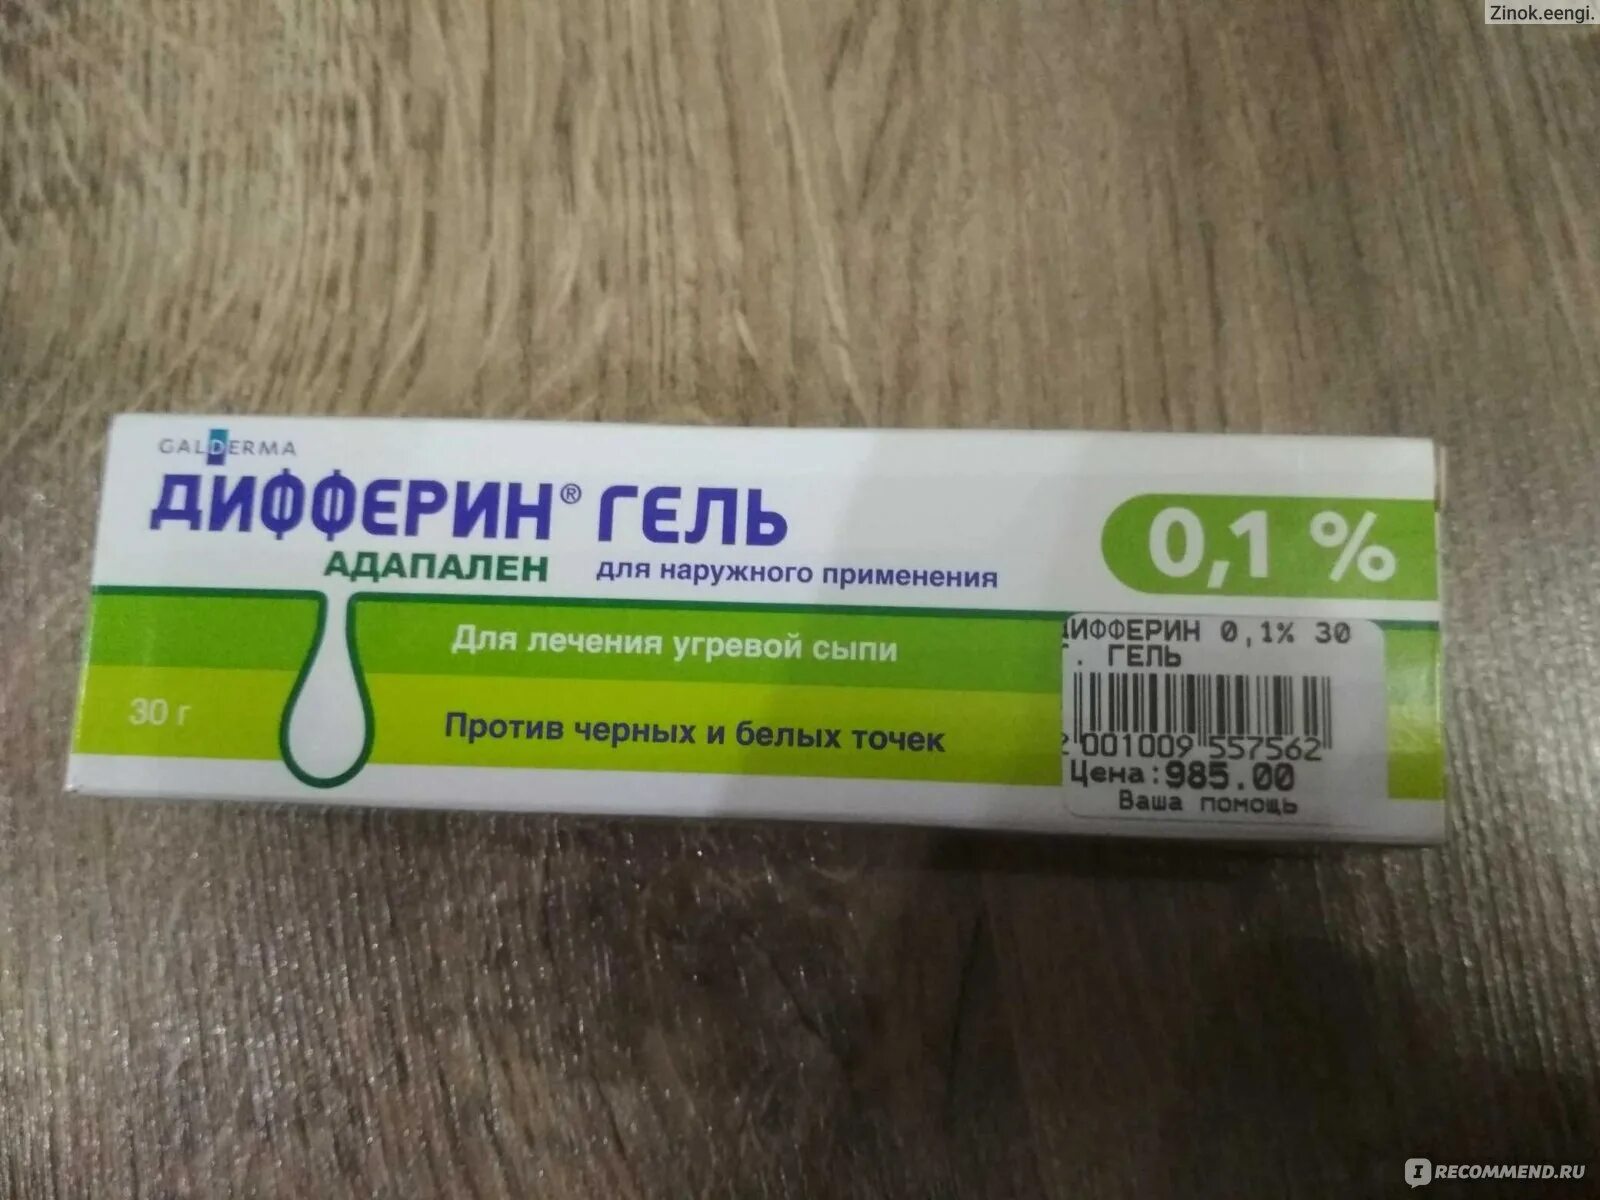 Zinok.eengi.
GALDERMA
ДИФФЕРИН® ГЕЛЬ
0,1 %
АДАПАЛЕН для наружного применения
Для лечения угревой сыпи
30 г
Против черных и белых точек
ДИФФЕРИН 0,1% 30
г. ГЕЛЬ
2 001009 557562
Цена:985.00
Ваша помощь
IRECOMMEND.RU